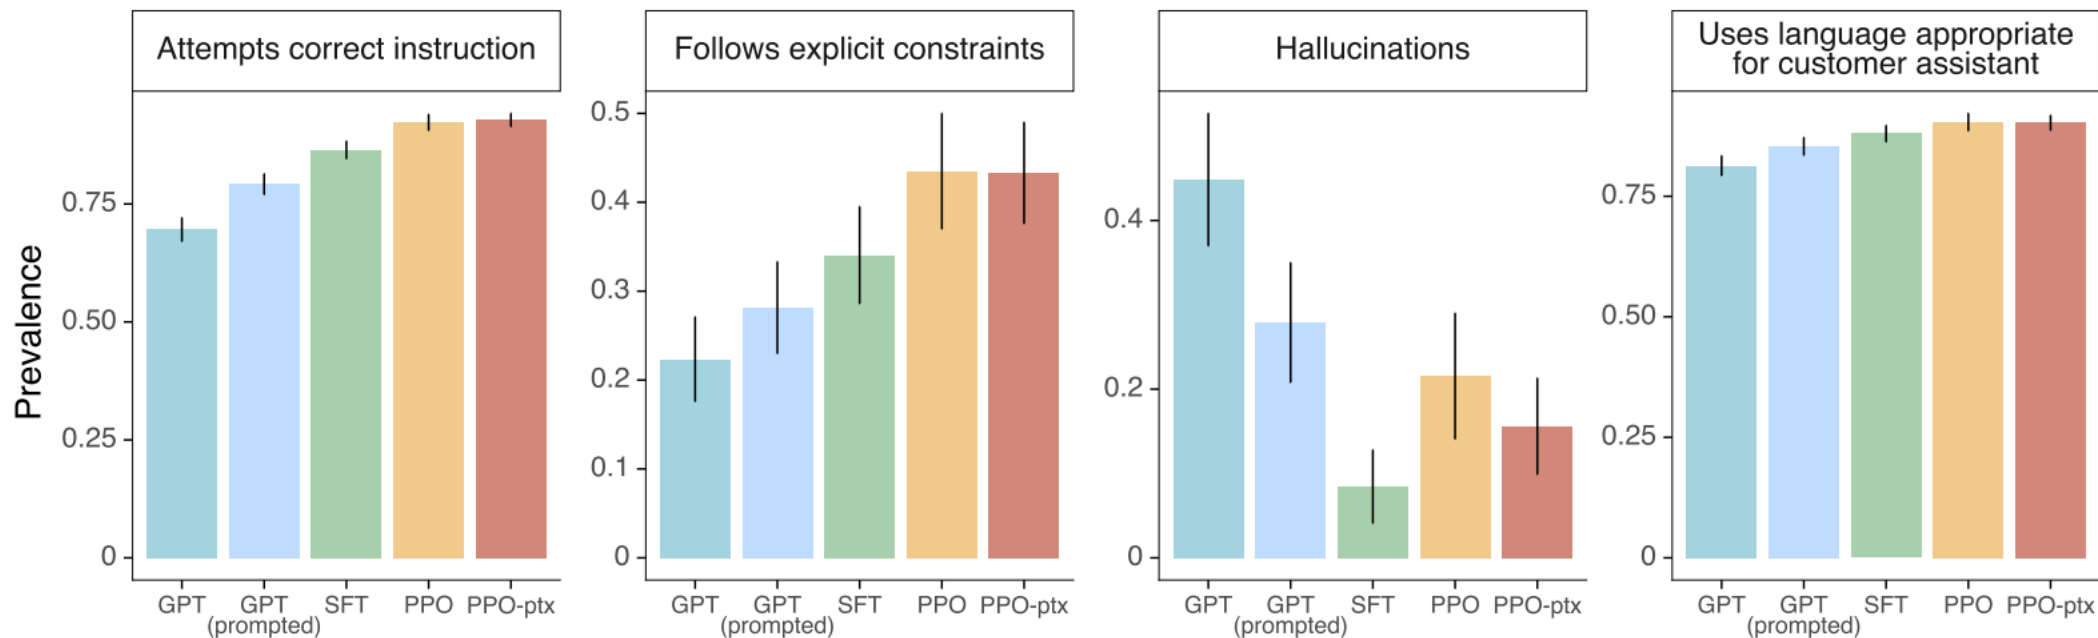 Attempts correct instruction
Follows explicit constraints
Hallucinations
Uses language appropriate
for customer assistant
Prevalence
0.75
0.50
0.25
0
GPT
GPT
(prompted)
SFT
PPO
PPO-ptx
0.5
0.4
0.3
0.2
0.1
0
GPT
GPT
(prompted)
SFT
PPO
PPO-ptx
0.4
0.2
0
GPT
GPT
(prompted)
SFT
PPO
PPO-ptx
0.75
0.50
0.25
0
GPT
GPT
(prompted)
SFT
PPO
PPO-ptx